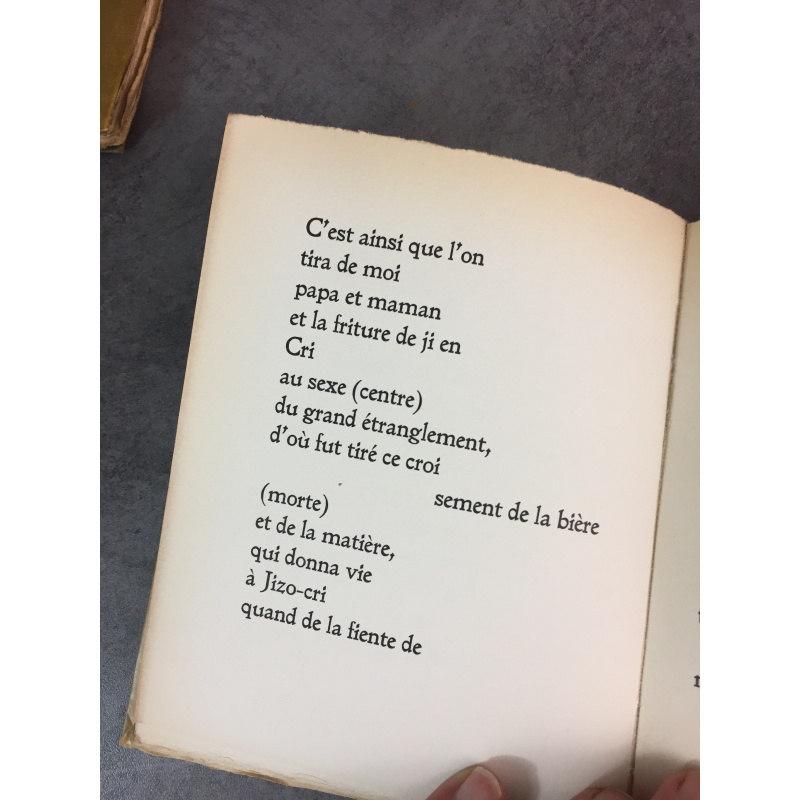 C'est ainsi que l'on
tira de moi
papa et maman
et la friture de ji en
Cri
au sexe (centre)
du grand étranglement,
d'où fut tiré ce croi
sement de la bière
(morte)
et de la matière,
qui donna vie
à Jizo-cri
quand de la fiente de